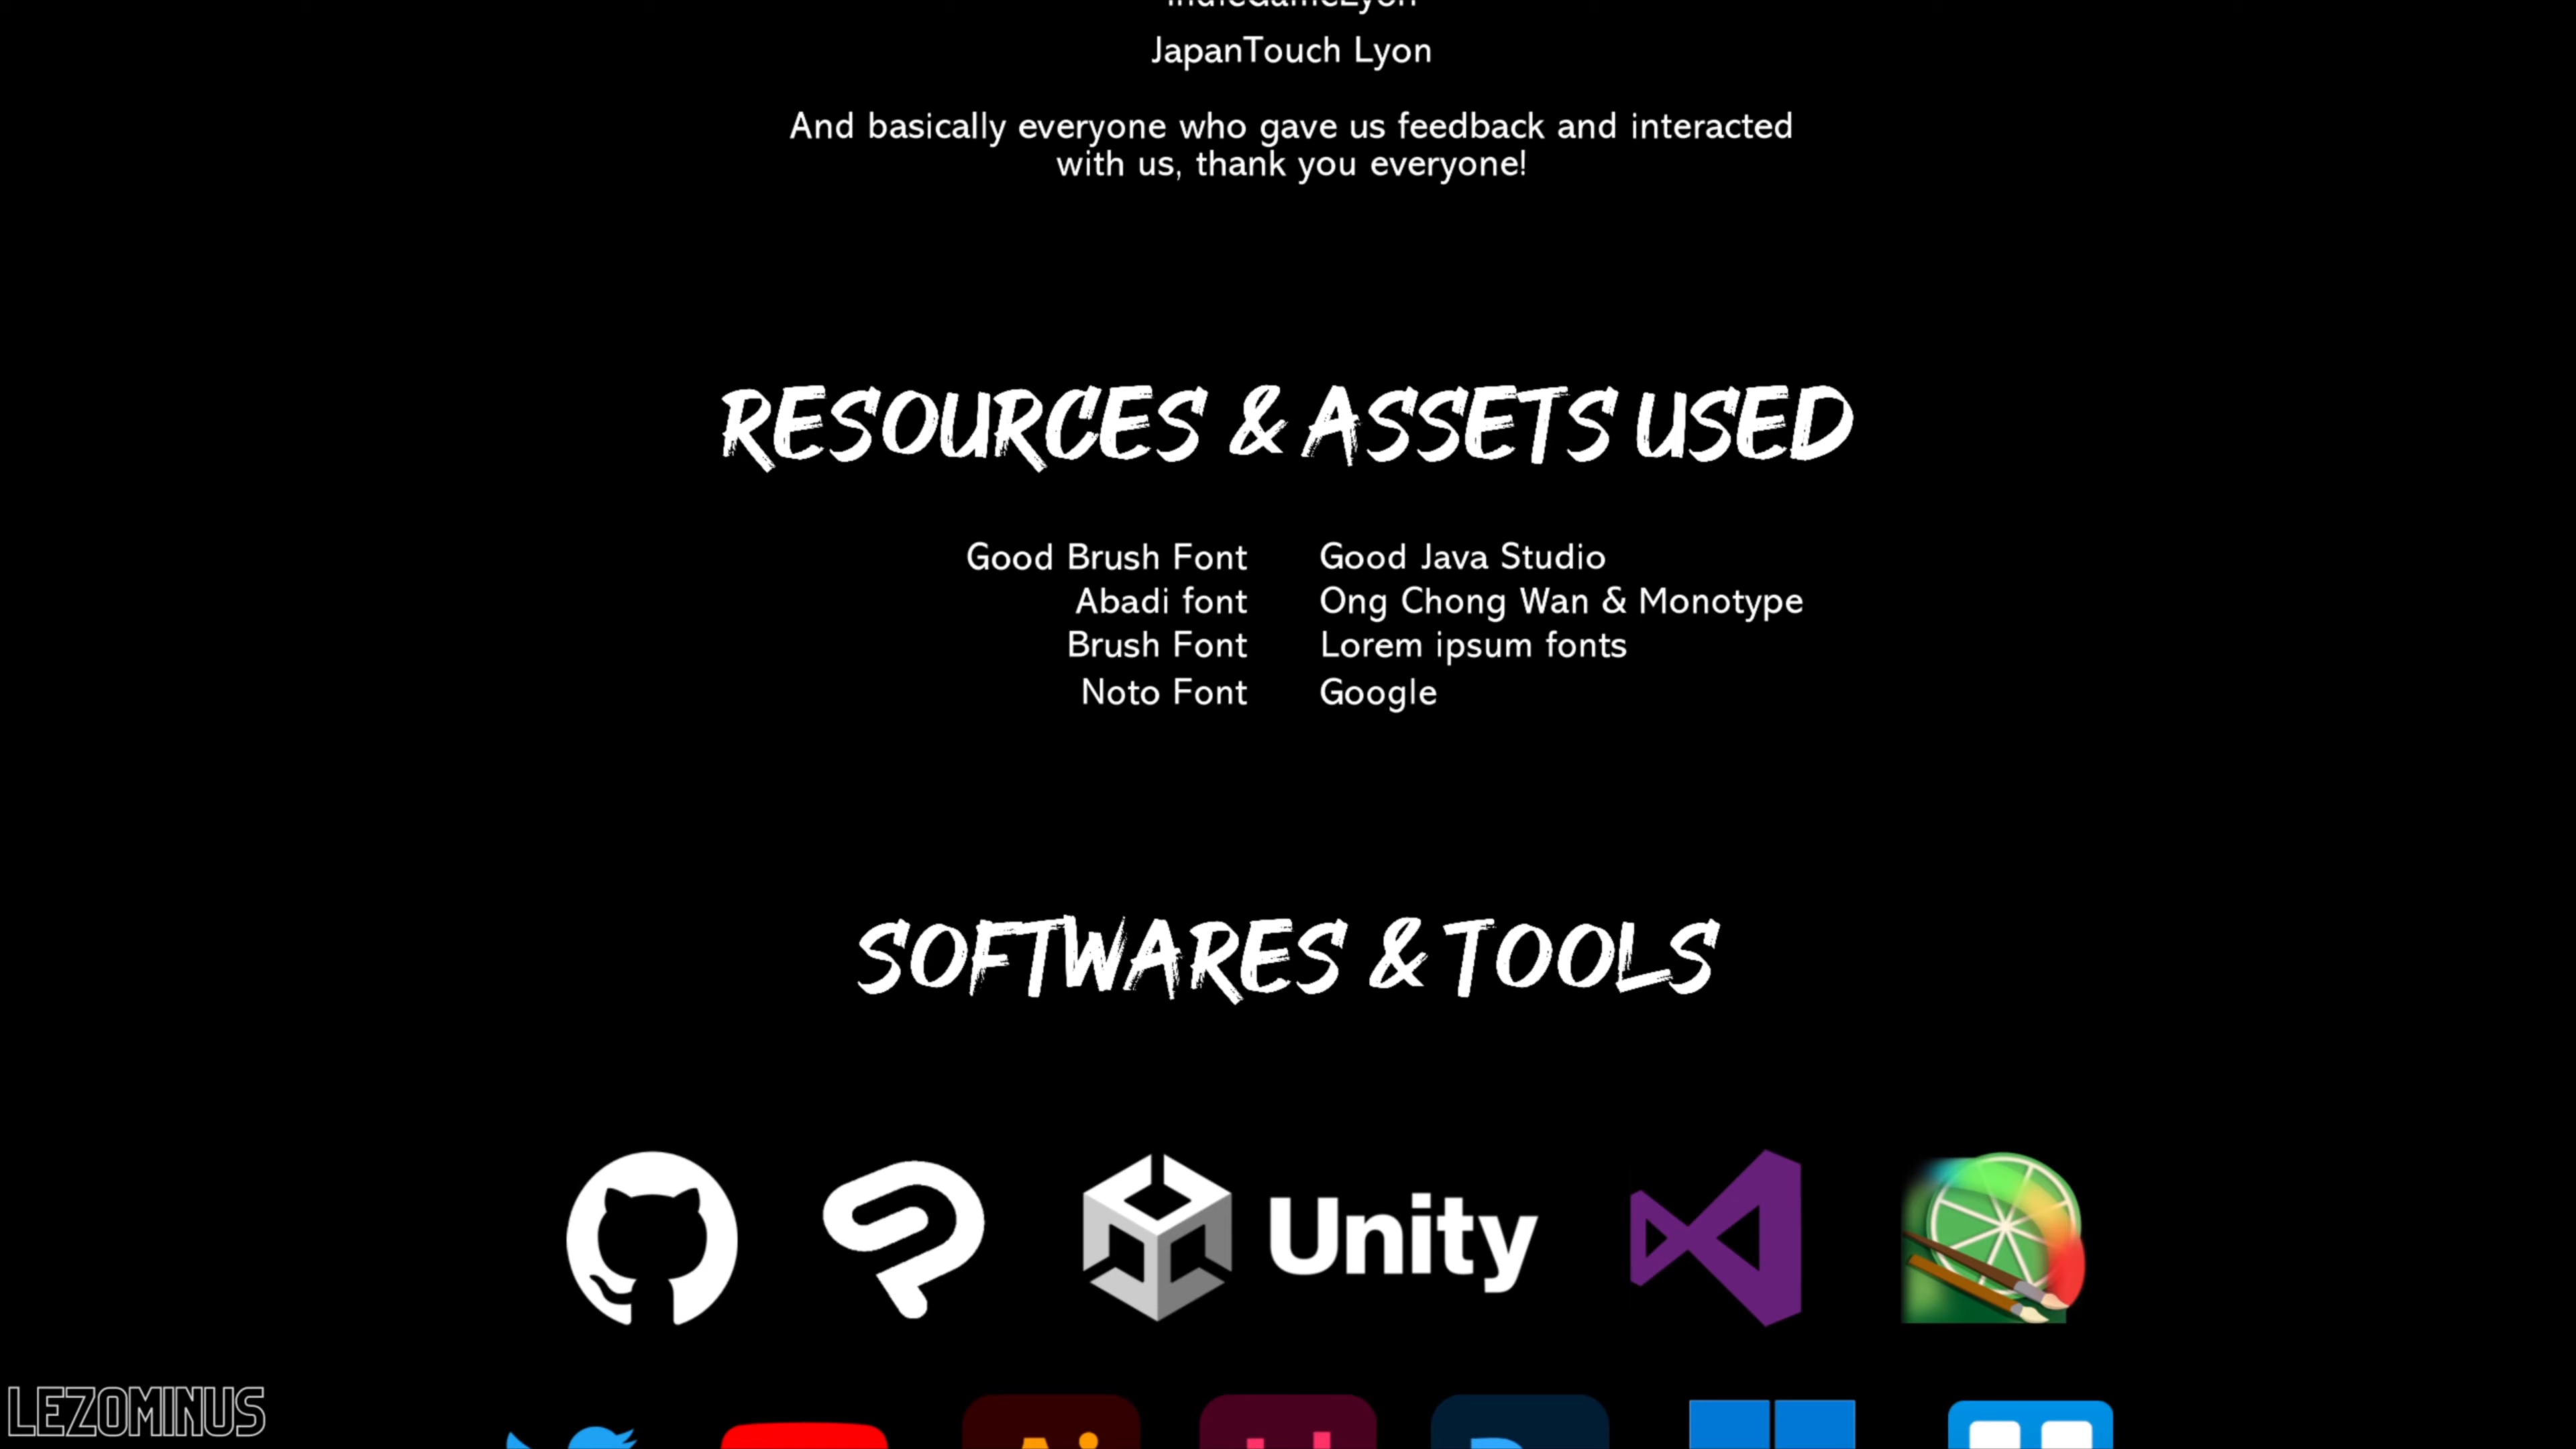 IndieGameLyon
JapanTouch Lyon
And basically everyone who gave us feedback and interacted
with us, thank you everyone!
RESOURCES & ASSETS USED
Good Brush Font Good Java Studio
Abadi font Ong Chong Wan & Monotype
Brush Font Lorem ipsum fonts
Noto Font Google
SOFTWARES & TOOLS
Unity
LEZOMINUS
Ai